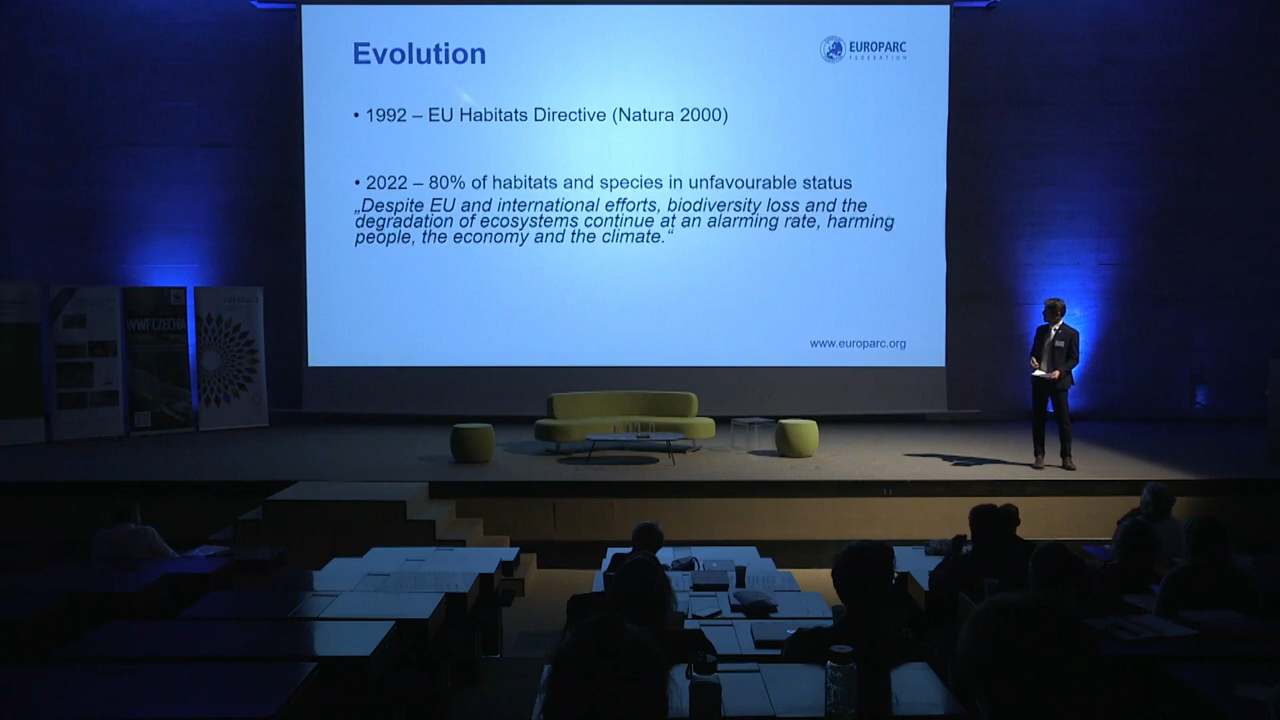 Evolution
EUROPARC
FEDERATION
• 1992 – EU Habitats Directive (Natura 2000)
• 2022 – 80% of habitats and species in unfavourable status
„Despite EU and international efforts, biodiversity loss and the
degradation of ecosystems continue at an alarming rate, harming
people, the economy and the climate.“
www.europarc.org
WWF CZECHIA